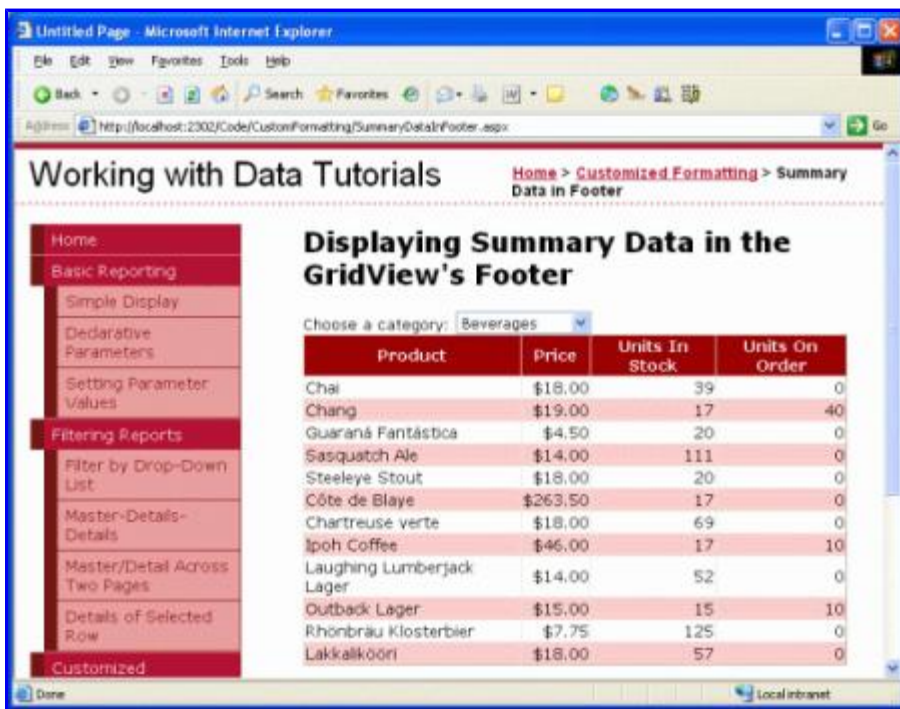 Untitled Page - Microsoft Internet Explorer
File Edit View Favorites Tools Help
Back Search Favorites
Address http://localhost:2302/Code/CustomFormatting/SummaryDataInFooter.aspx Go
Working with Data Tutorials
Home > Customized Formatting > Summary
Data in Footer
Home
Basic Reporting
Simple Display
Declarative
Parameters
Setting Parameter
Values
Filtering Reports
Filter by Drop-Down
List
Master-Details-
Details
Master/Detail Across
Two Pages
Details of Selected
Row
Customized
Displaying Summary Data in the
GridView's Footer
Choose a category: Beverages
Product Price Units In Stock Units On Order
Chai $18.00 39 0
Chang $19.00 17 40
Guaraná Fantástica $4.50 20 0
Sasquatch Ale $14.00 111 0
Steeleye Stout $18.00 20 0
Côte de Blaye $263.50 17 0
Chartreuse verte $18.00 69 0
Ipoh Coffee $46.00 17 10
Laughing Lumberjack
Lager $14.00 52 0
Outback Lager $15.00 15 10
Rhönbräu Klosterbier $7.75 125 0
Lakkalikööri $18.00 57 0
Done Local intranet